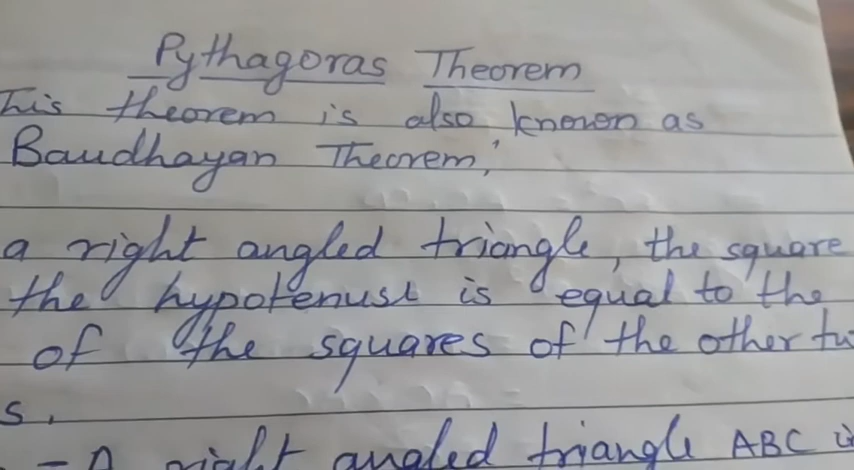 Pythagoras Theorem
This theorem is also known as
Baudhayan Theorem,
a right angled triangle, the square
the hypotenuse is equal to the
of the squares of the other tw
s.
- A right angled triangle ABC i